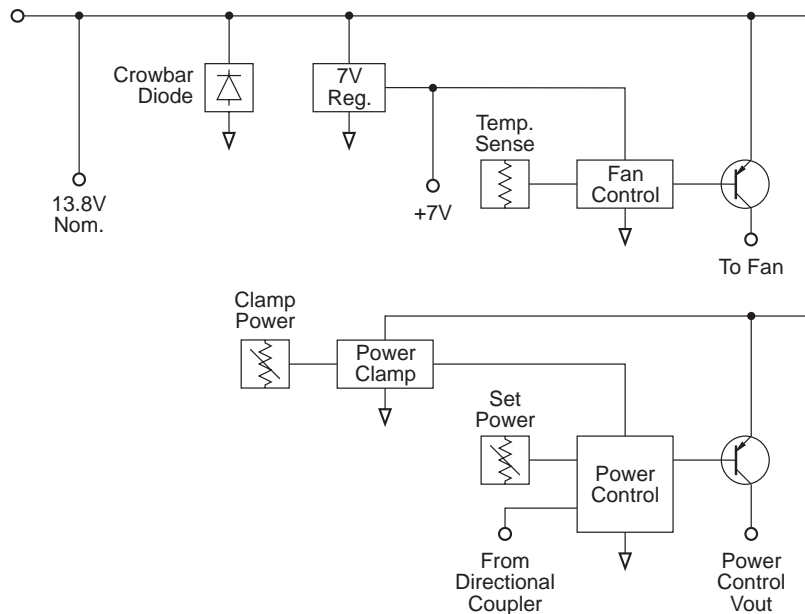 Crowbar
Diode
7V
Reg.
13.8V
Nom.
+7V
Temp.
Sense
Fan
Control
To Fan
Clamp
Power
Power
Clamp
Set
Power
Power
Control
From
Directional
Coupler
Power
Control
Vout